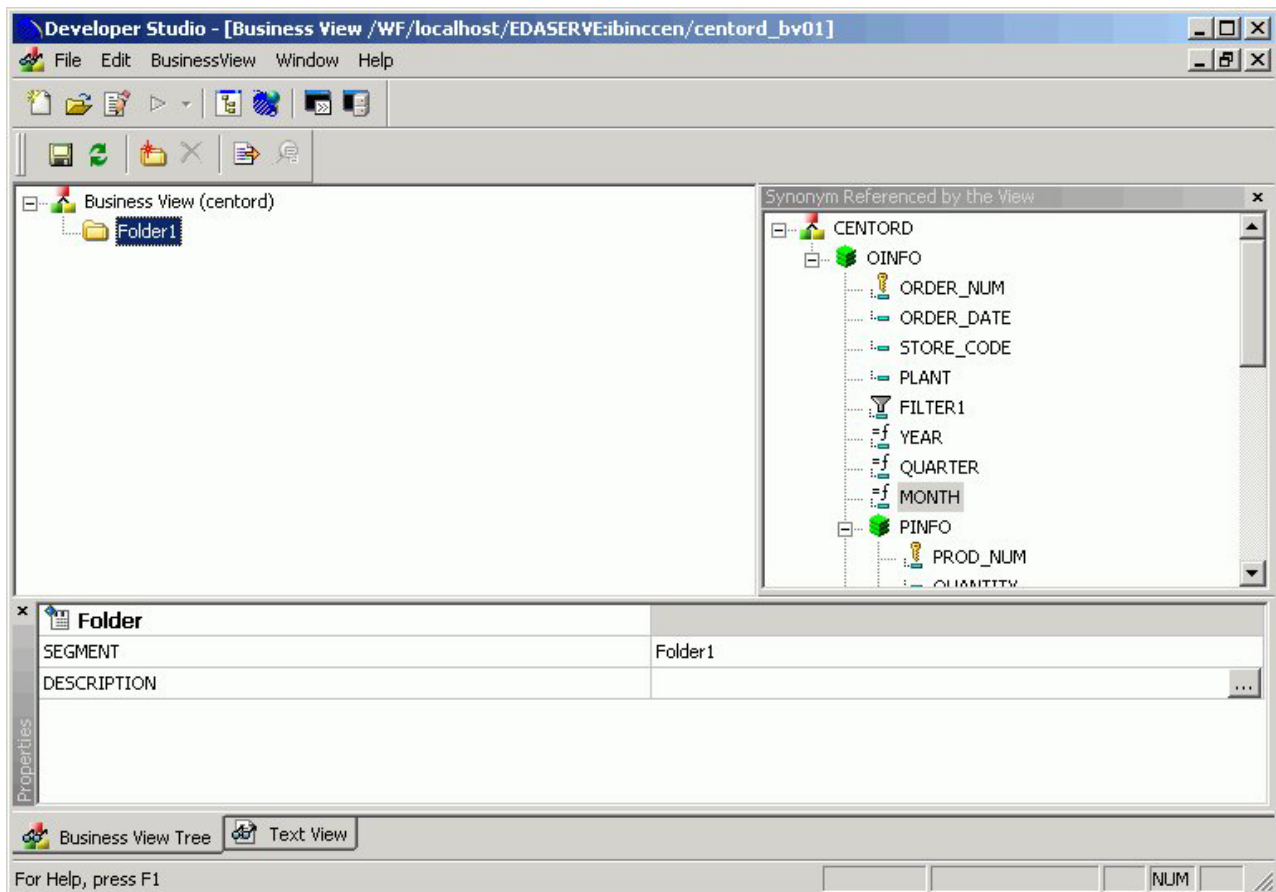 Developer Studio - [Business View /WF/localhost/EDASERVE:ibinccen/centord_bv01]
File Edit BusinessView Window Help
Business View (centord)
Folder1
Synonym Referenced by the View
CENTORD
OINFO
ORDER_NUM
ORDER_DATE
STORE_CODE
PLANT
FILTER1
YEAR
QUARTER
MONTH
PINFO
PROD_NUM
QUANTITY
Properties
Folder
SEGMENT Folder1
DESCRIPTION ...
Business View Tree Text View
For Help, press F1 NUM